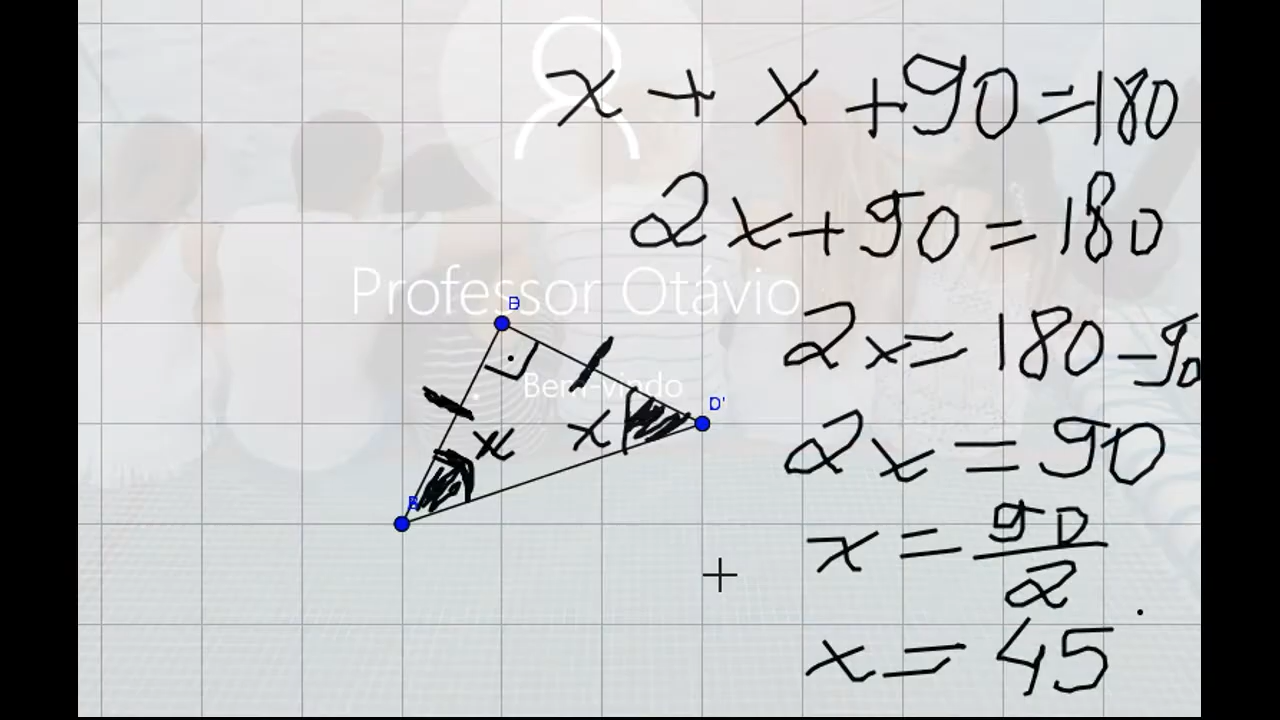 x + x + 90 = 180
2x + 90 = 180
Professor Otávio
2x = 180 - 90
Bem-vindo
D'
x
x
2x = 90
x = 90/2
x = 45